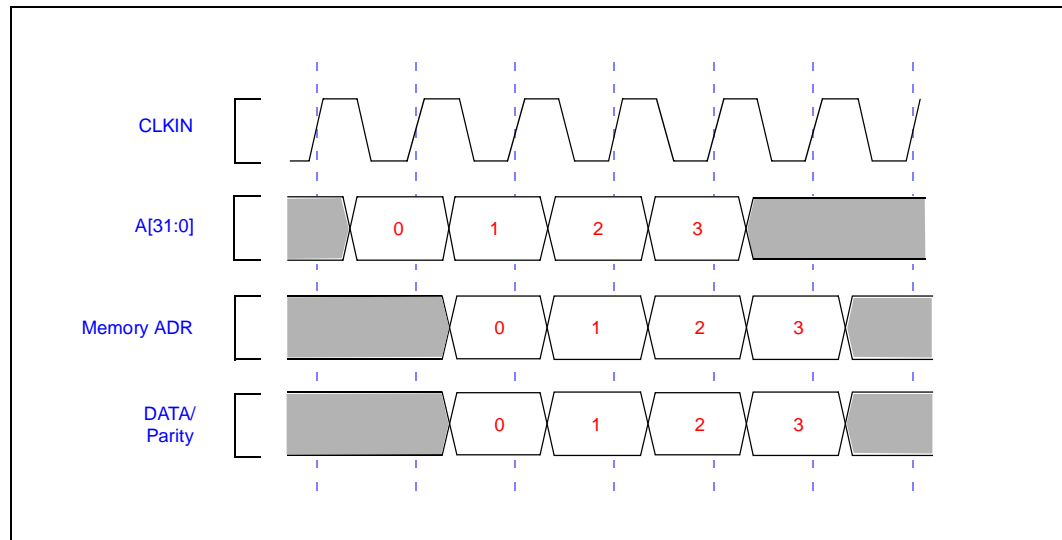 CLKIN
A[31:0]
0 1 2 3
Memory ADR
0 1 2 3
DATA/
Parity
0 1 2 3